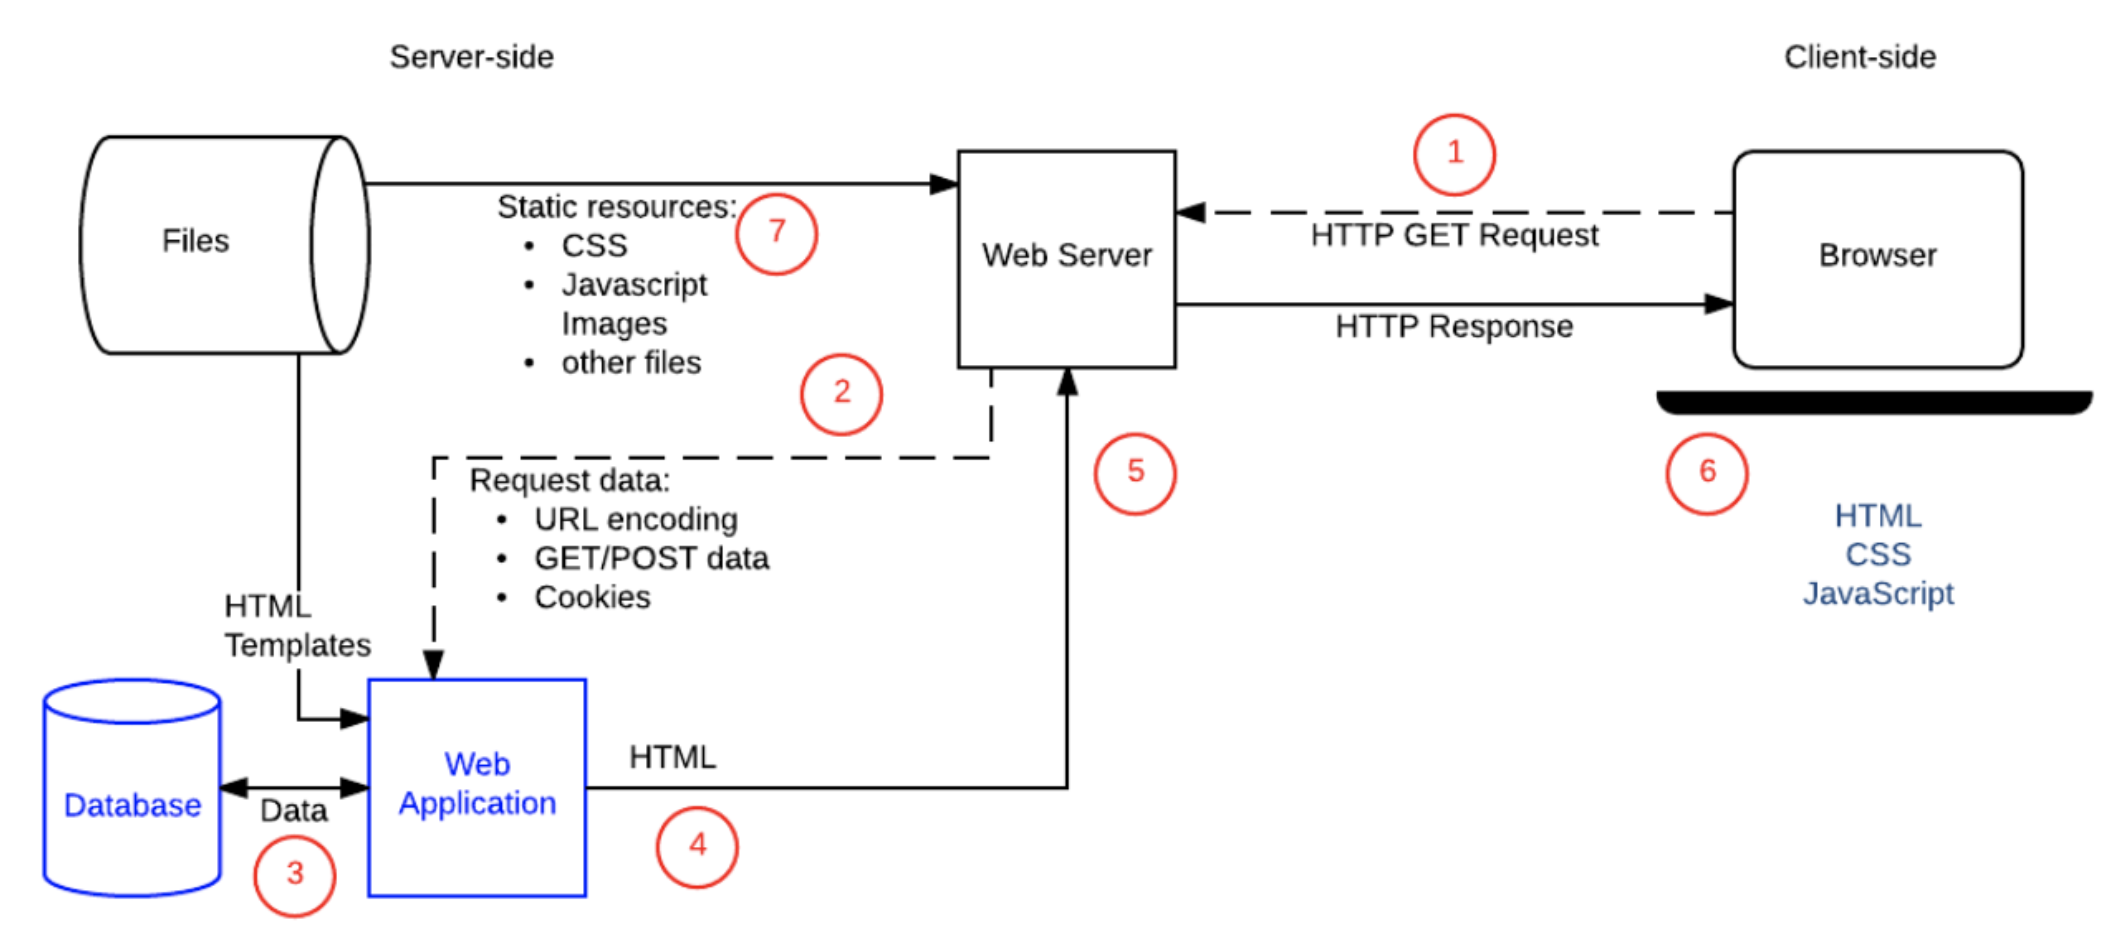 Server-side
Client-side
1
Files
Static resources:
• CSS
• Javascript
Images
• other files
7
Web Server
HTTP GET Request
HTTP Response
Browser
2
Request data:
• URL encoding
• GET/POST data
• Cookies
5
6
HTML
CSS
JavaScript
HTML
Templates
Database
Data
3
Web
Application
HTML
4